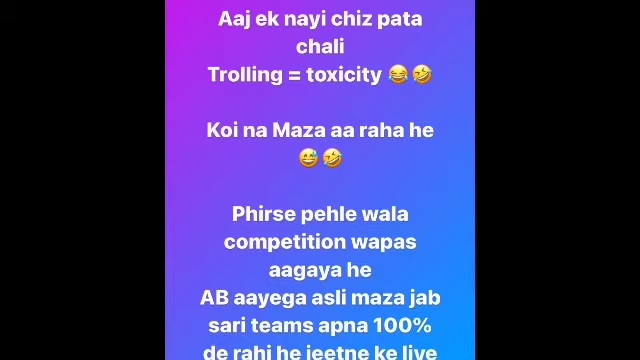 Aaj ek nayi chiz pata
chali
Trolling = toxicity 😂🤣
Koi na Maza aa raha he
😅🤣
Phirse pehle wala
competition wapas
aagaya he
AB aayega asli maza jab
sari teams apna 100%
de rahi he jeetne ke live